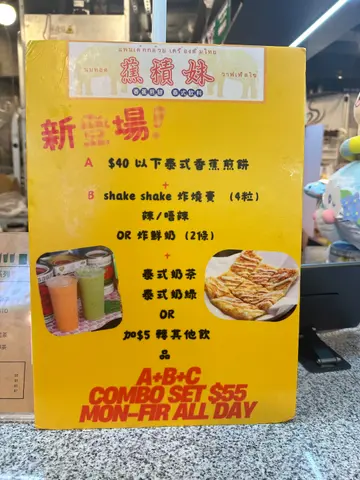 蕉積妹
新登場!
A $40 以下泰式香蕉煎餅
+
B shake shake 炸燒賣 (4粒)
辣/唔辣
OR 炸鮮奶 (2條)
+
泰式奶茶
泰式奶綠
OR
加$5 轉其他飲
品
A+B+C
COMBO SET $55
MON-FIR ALL DAY